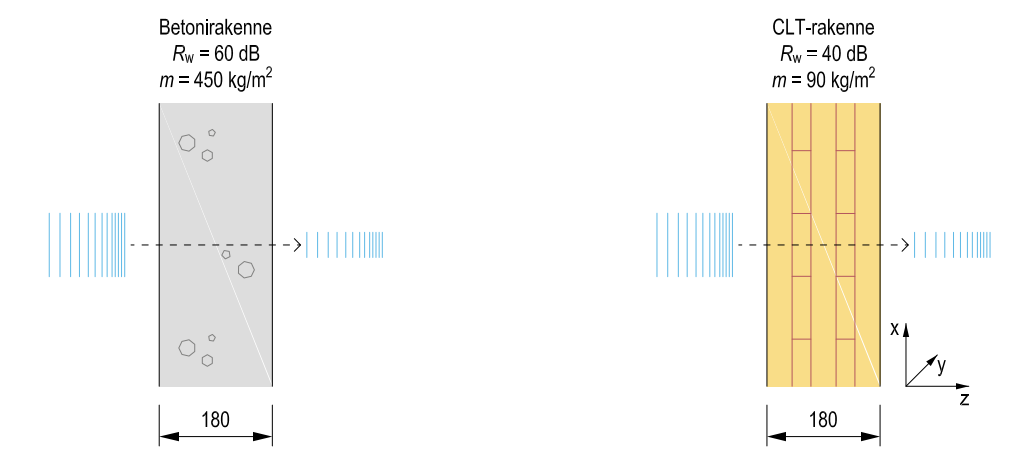 Betonirakenne
Rw = 60 dB
m = 450 kg/m²
180
CLT-rakenne
Rw = 40 dB
m = 90 kg/m²
x
y
z
180